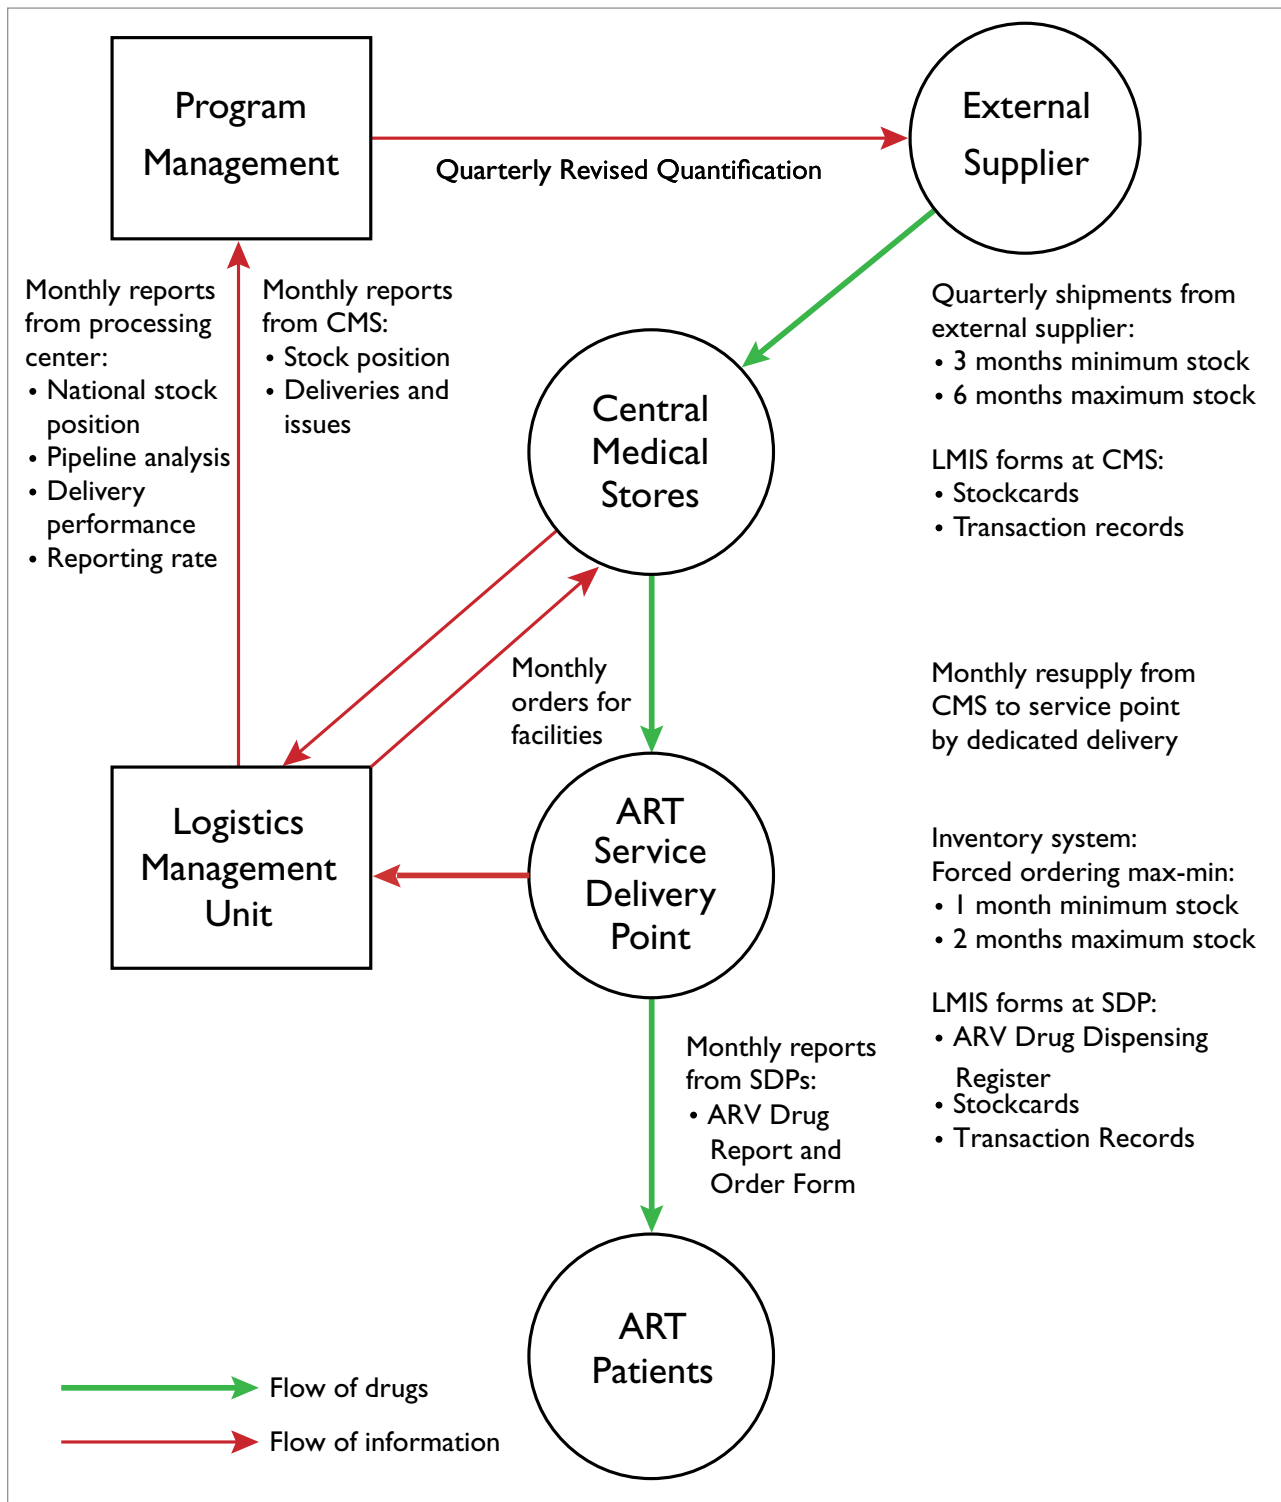 Program
Management
External
Supplier
Quarterly Revised Quantification
Monthly reports
from processing
center:
• National stock
position
• Pipeline analysis
• Delivery
performance
• Reporting rate
Monthly reports
from CMS:
• Stock position
• Deliveries and
issues
Quarterly shipments from
external supplier:
• 3 months minimum stock
• 6 months maximum stock
LMIS forms at CMS:
• Stockcards
• Transaction records
Central
Medical
Stores
Monthly
orders for
facilities
Monthly resupply from
CMS to service point
by dedicated delivery
Logistics
Management
Unit
ART
Service
Delivery
Point
Inventory system:
Forced ordering max-min:
• 1 month minimum stock
• 2 months maximum stock
LMIS forms at SDP:
• ARV Drug Dispensing
Register
• Stockcards
• Transaction Records
Monthly reports
from SDPs:
• ARV Drug
Report and
Order Form
ART
Patients
Flow of drugs
Flow of information